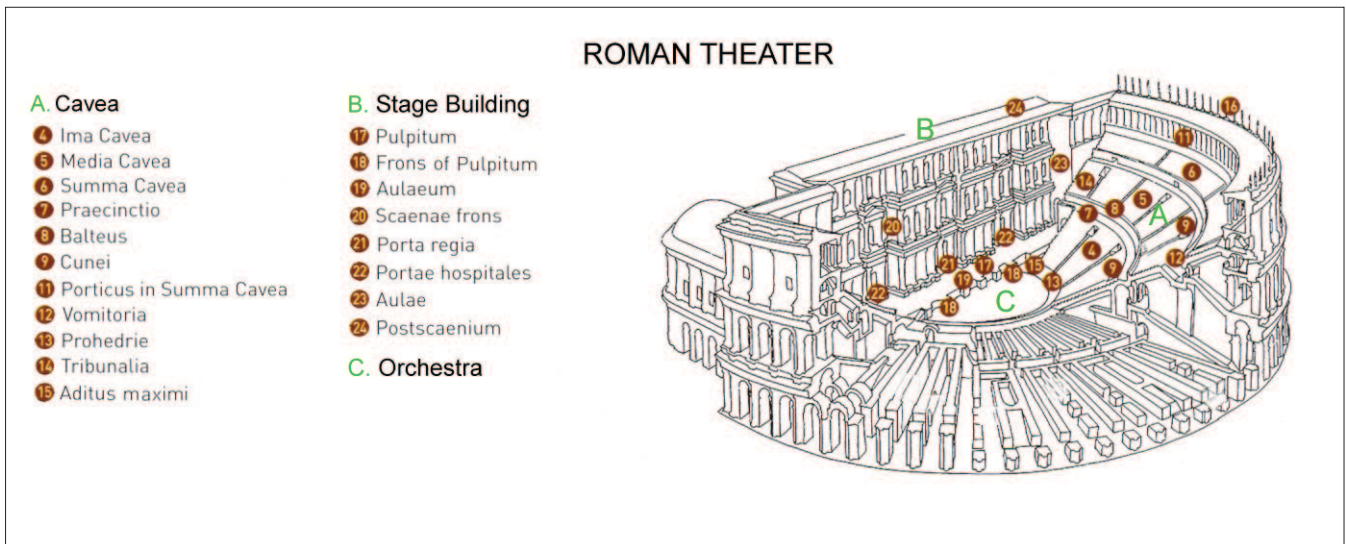 ROMAN THEATER
A. Cavea
4 Ima Cavea
5 Media Cavea
6 Summa Cavea
7 Praecinctio
8 Balteus
9 Cunei
11 Porticus in Summa Cavea
12 Vomitoria
13 Prohedrie
14 Tribunalia
15 Aditus maximi
B. Stage Building
17 Pulpitum
18 Frons of Pulpitum
19 Aulaeum
20 Scaenae frons
21 Porta regia
22 Portae hospitales
23 Aulae
24 Postscaenium
C. Orchestra
24
16
B
11
23
6
14
5
7
8
A
20
9
22
4
12
21
17
15
18
9
19
13
22
C
18